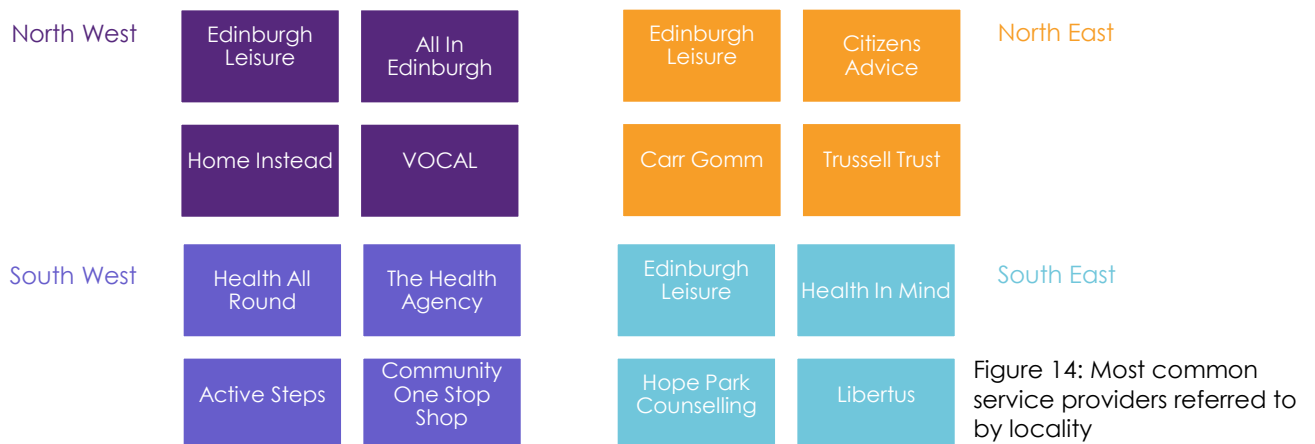 North West
Edinburgh
Leisure
All In
Edinburgh
Home Instead
VOCAL
Edinburgh
Leisure
Citizens
Advice
North East
Carr Gomm
Trussell Trust
South West
Health All
Round
The Health
Agency
Active Steps
Community
One Stop
Shop
Edinburgh
Leisure
Health In Mind
South East
Hope Park
Counselling
Libertus
Figure 14: Most common
service providers referred to
by locality